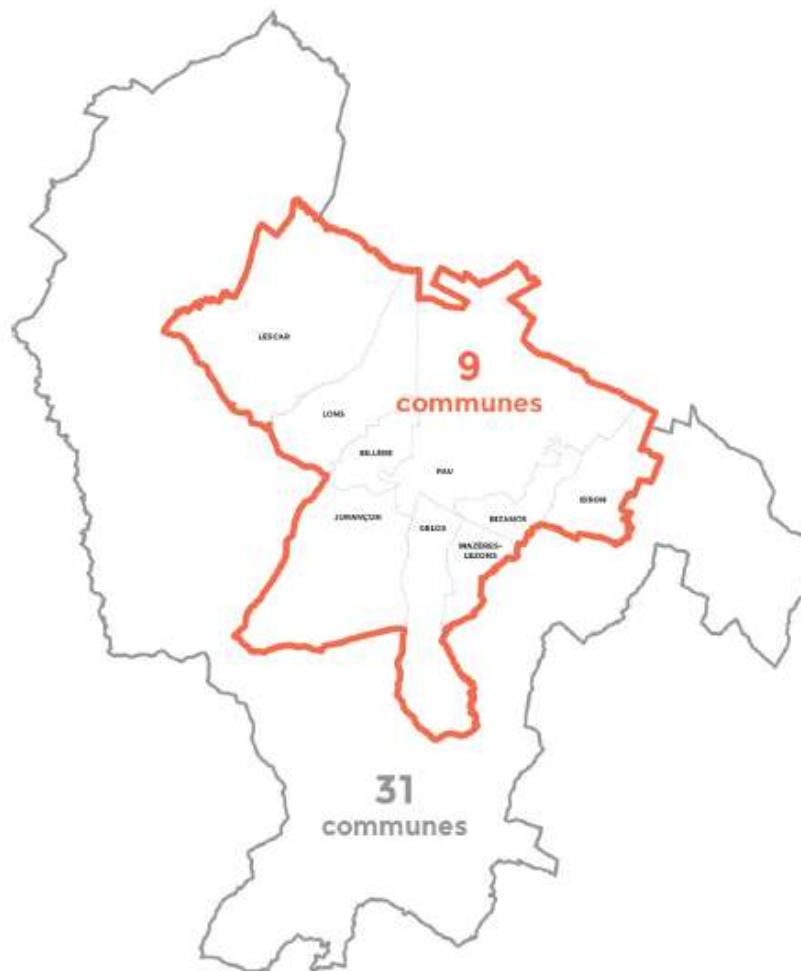 LESCAR
9
communes
LONS
BILLÈRE
PAU
IDRON
JURANÇON
GELOS
BIZANOS
MAZÈRES-
LEZONS
31
communes